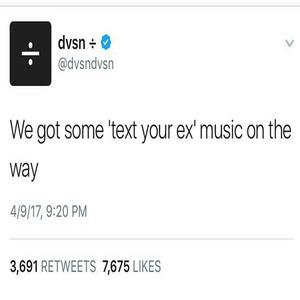 dvsn ÷
@dvsndvsn
We got some 'text your ex' music on the
way
4/9/17, 9:20 PM
3,691 RETWEETS 7,675 LIKES